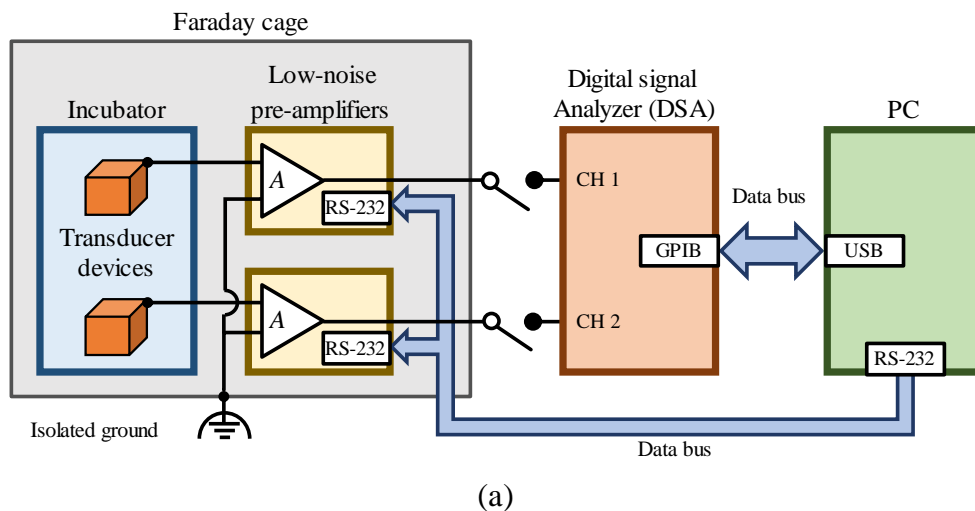 Faraday cage
Incubator
Low-noise
pre-amplifiers
Digital signal
Analyzer (DSA)
PC
A
RS-232
CH 1
Transducer
devices
Data bus
GPIB
USB
A
RS-232
CH 2
RS-232
Isolated ground
Data bus
(a)